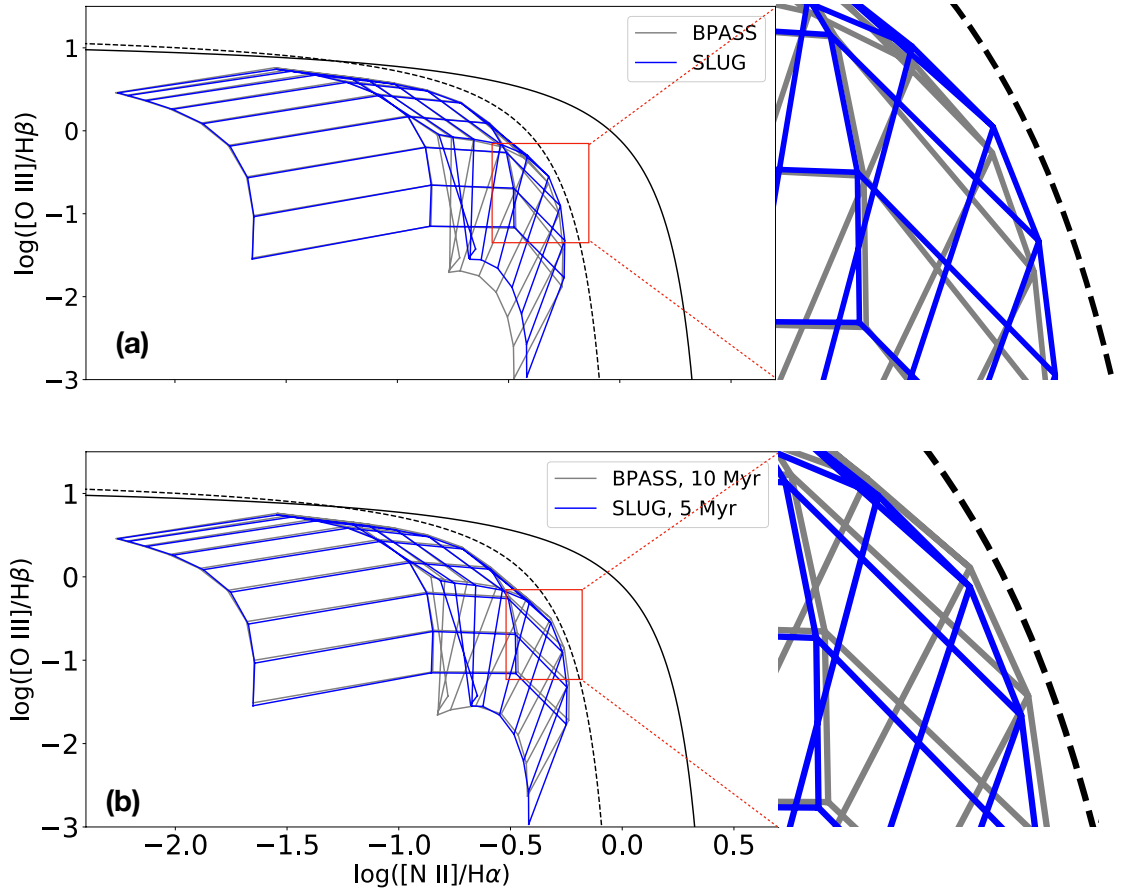 BPASS
SLUG
1
0
−1
−2
−3
log([O III]/Hβ)
(a)
BPASS, 10 Myr
SLUG, 5 Myr
1
0
−1
−2
−3
log([O III]/Hβ)
(b)
−2.0 −1.5 −1.0 −0.5 0.0 0.5
log([N II]/Hα)